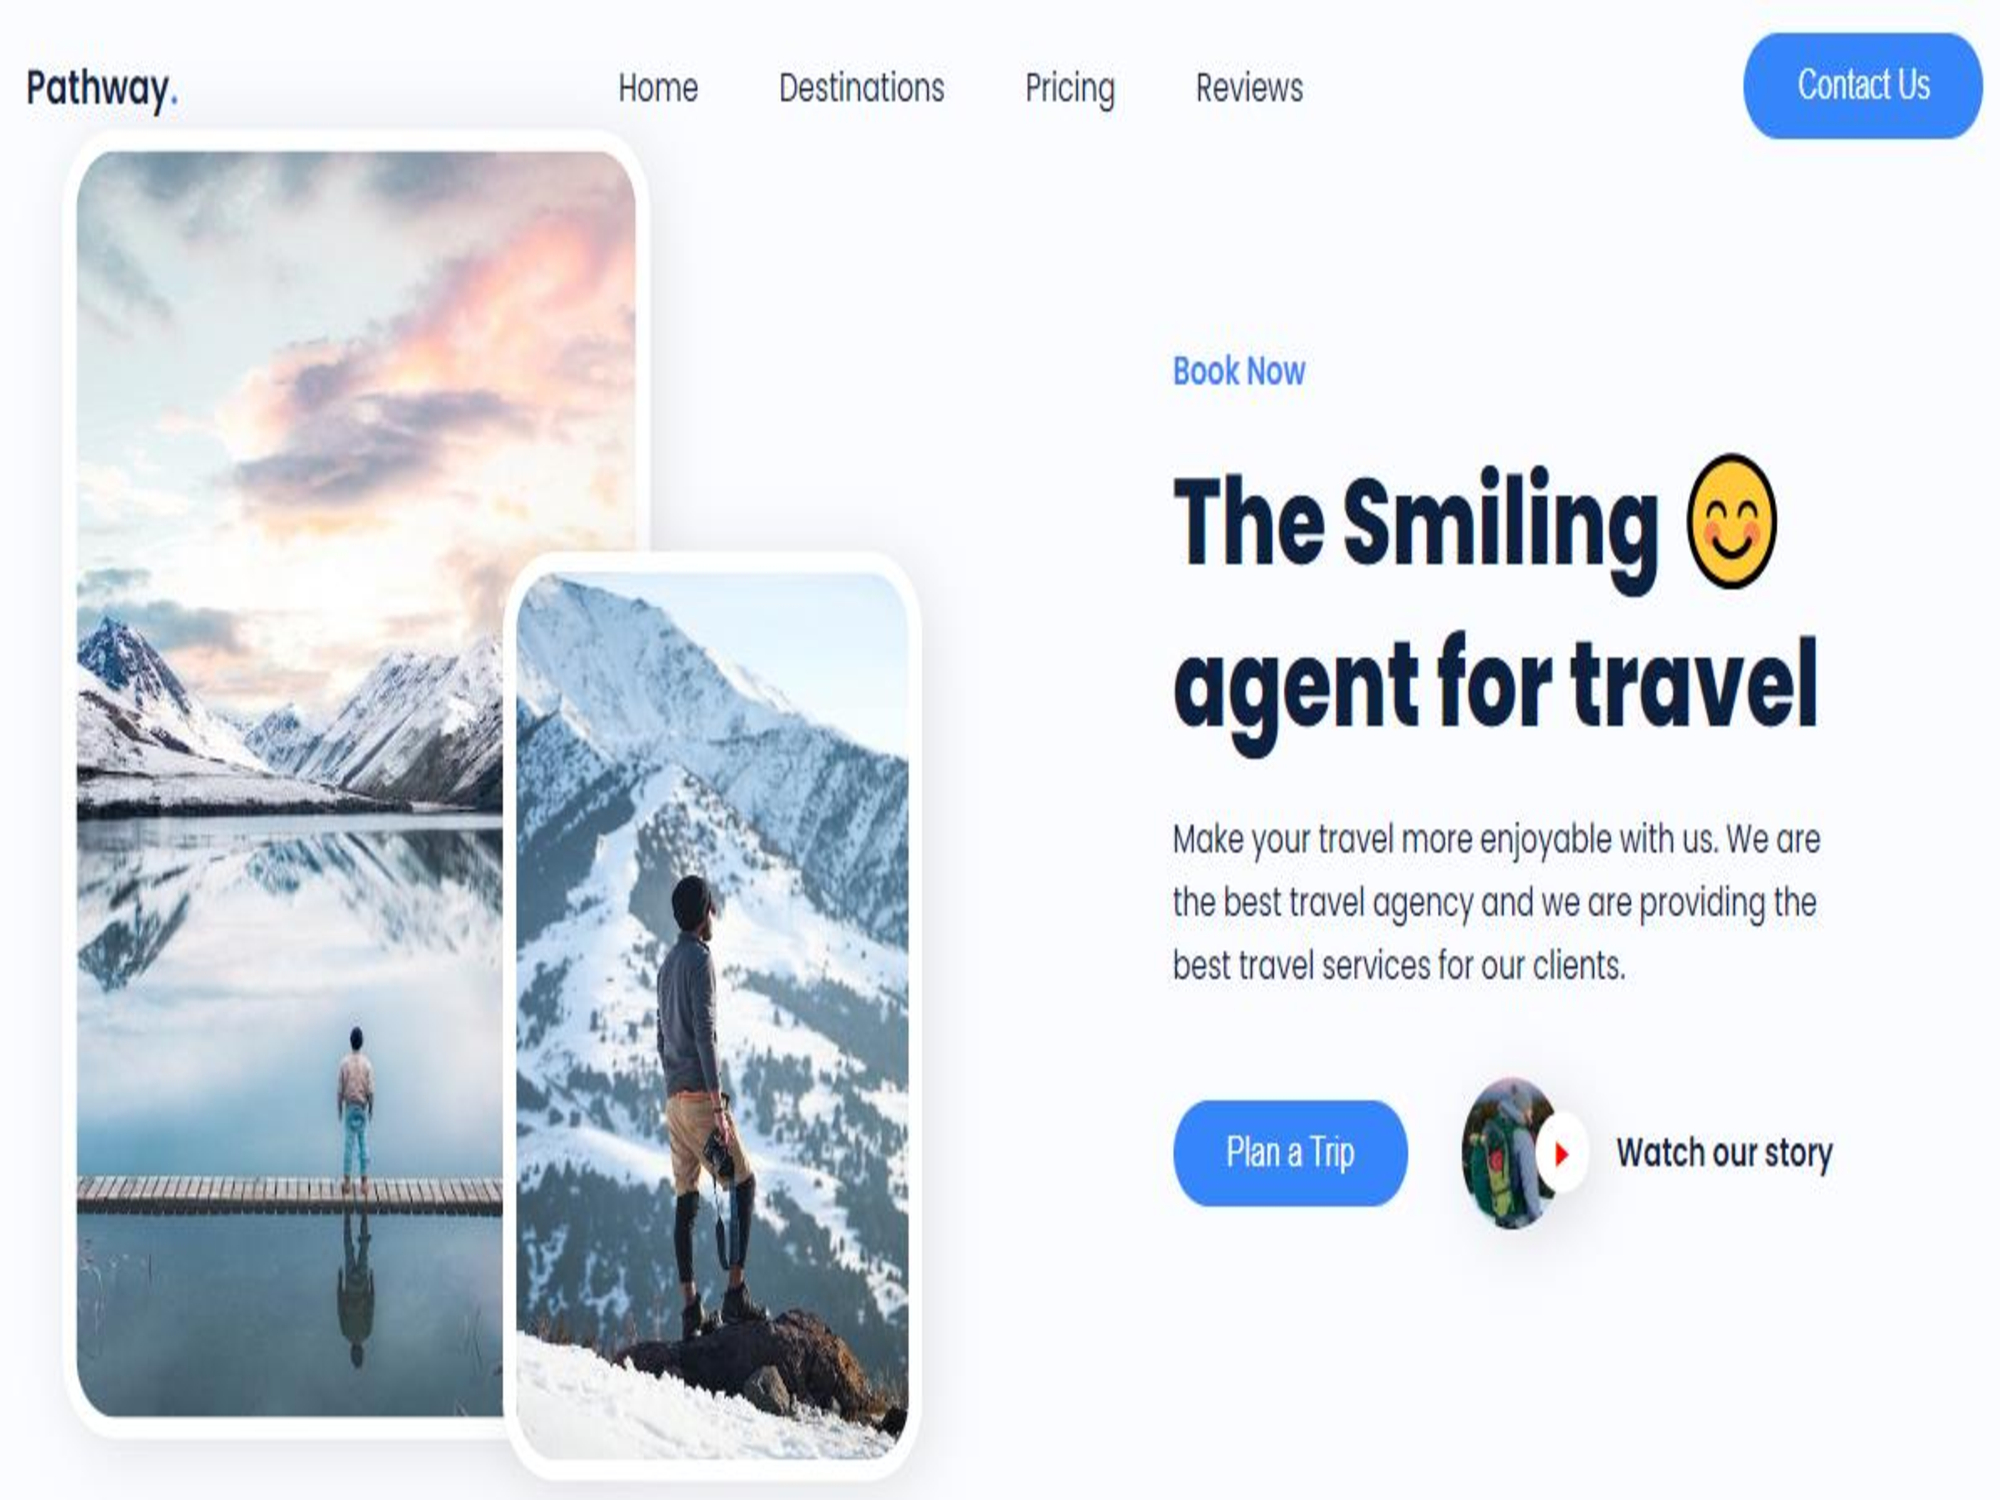 Pathway.
Home
Destinations
Pricing
Reviews
Contact Us
Book Now
The Smiling 😊
agent for travel
Make your travel more enjoyable with us. We are
the best travel agency and we are providing the
best travel services for our clients.
Plan a Trip
Watch our story